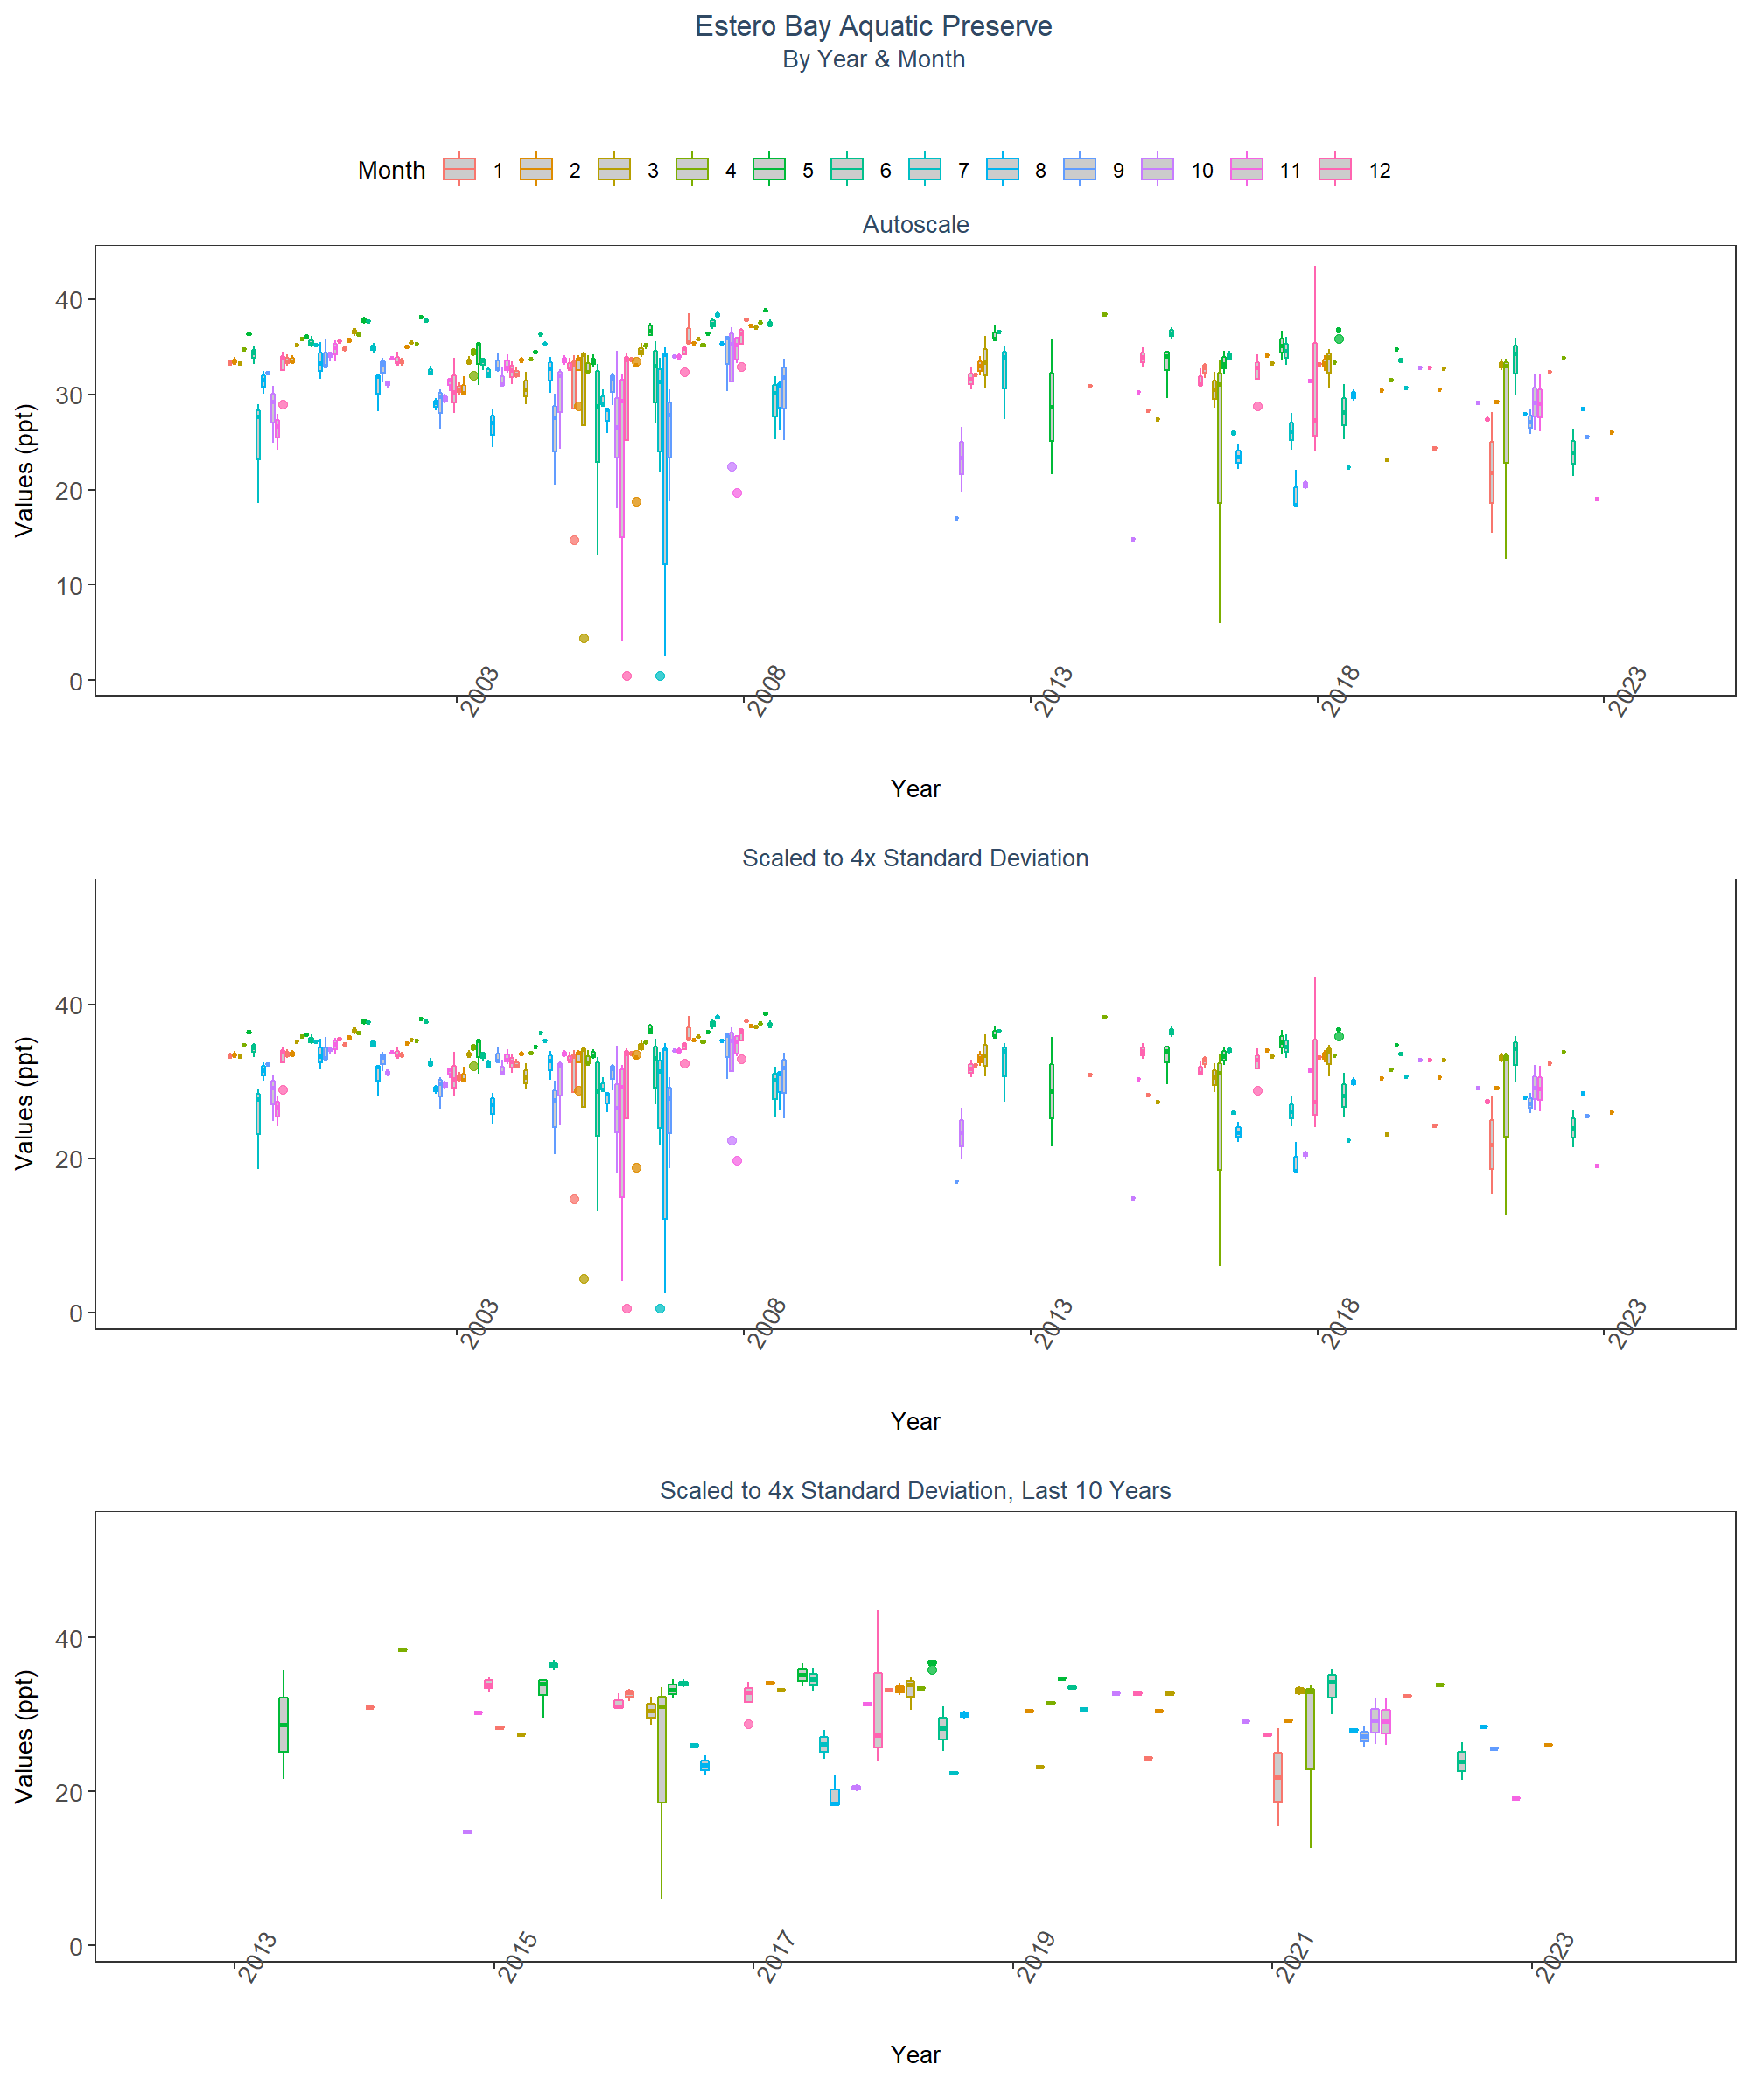 Estero Bay Aquatic Preserve
By Year & Month
Month 1 2 3 4 5 6 7 8 9 10 11 12
Autoscale
Values (ppt)
40
30
20
10
0
2003 2008 2013 2018 2023
Year
Scaled to 4x Standard Deviation
Values (ppt)
40
20
0
2003 2008 2013 2018 2023
Year
Scaled to 4x Standard Deviation, Last 10 Years
Values (ppt)
40
20
0
2013 2015 2017 2019 2021 2023
Year